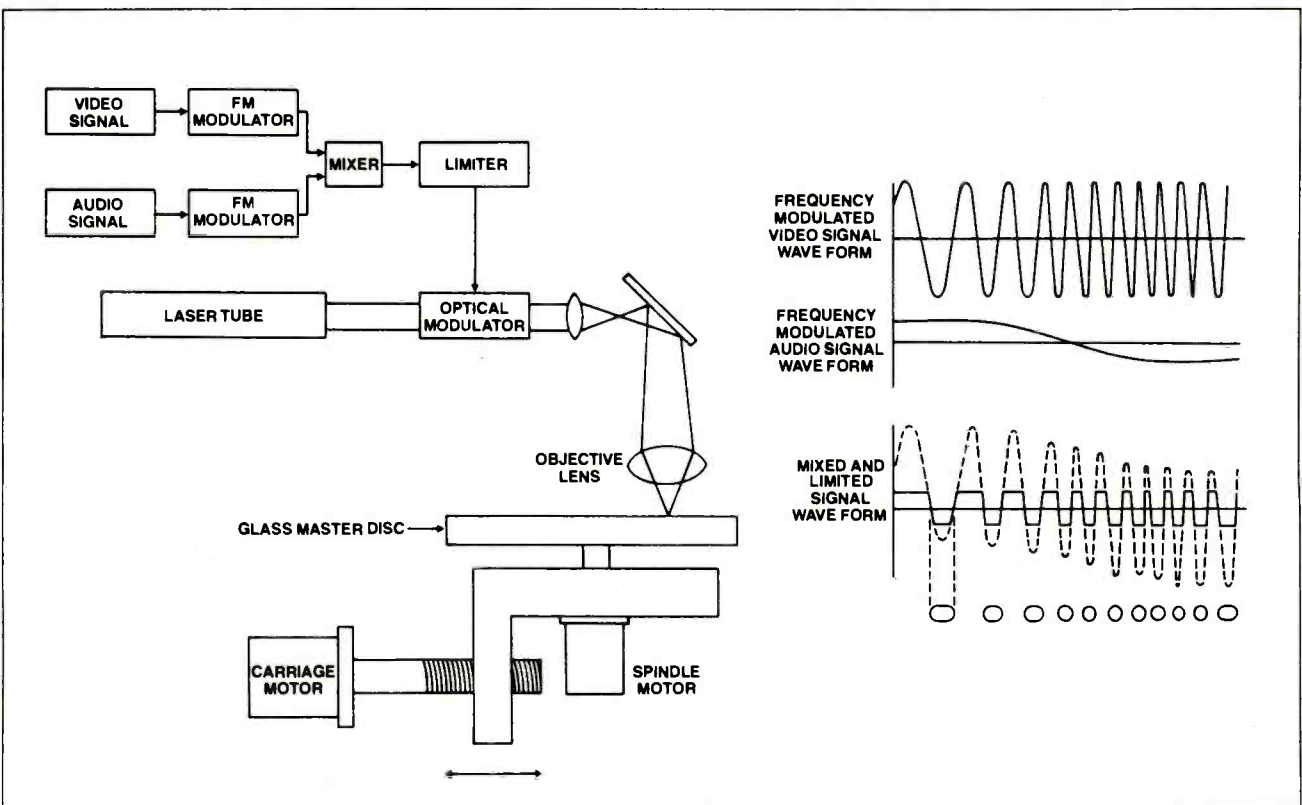 VIDEO
SIGNAL
FM
MODULATOR
MIXER
LIMITER
AUDIO
SIGNAL
FM
MODULATOR
LASER TUBE
OPTICAL
MODULATOR
OBJECTIVE
LENS
GLASS MASTER DISC
CARRIAGE
MOTOR
SPINDLE
MOTOR
FREQUENCY
MODULATED
VIDEO SIGNAL
WAVE FORM
FREQUENCY
MODULATED
AUDIO SIGNAL
WAVE FORM
MIXED AND
LIMITED
SIGNAL
WAVE FORM